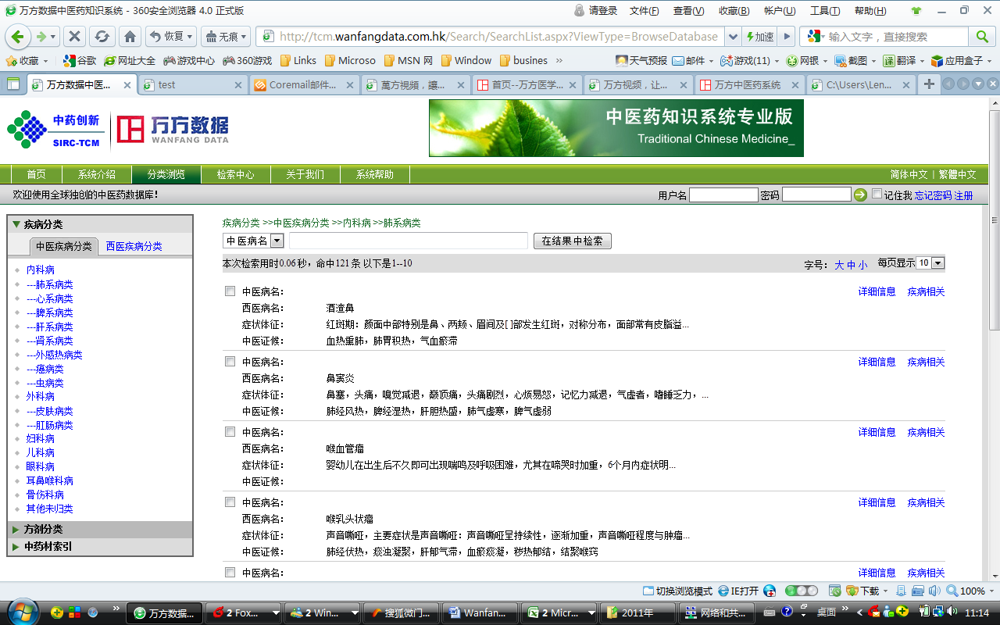 万方数据中医药知识系统 - 360安全浏览器 4.0 正式版
请登录 文件(F) 查看(V) 收藏(B) 帐户(U) 工具(T) 帮助(H)
恢复 无痕 http://tcm.wanfangdata.com.hk/Search/SearchList.aspx?ViewType=BrowseDatabase 加速 输入文字，直接搜索
收藏 谷歌 网址大全 游戏中心 360游戏 Links Microso MSN 网 Window busines » 天气预报 邮件 游戏(11) 网银 截图 翻译 应用盒子
万方数据中医... test Coremail邮件... 萬方視頻，讓... 首页--万方医学... 万方视频，让... 万方中医药系统 C:\Users\Len...
中药创新
SIRC-TCM
万方数据
WANFANG DATA
中医药知识系统专业版
Traditional Chinese Medicine_
首页 系统介绍 分类浏览 检索中心 关于我们 系统帮助 简体中文 | 繁體中文
欢迎使用全球独创的中医药数据库! 用户名 密码 记住我 忘记密码 注册
疾病分类
中医疾病分类 西医疾病分类
内科病
---肺系病类
---心系病类
---脾系病类
---肝系病类
---肾系病类
---外感热病类
---癌病类
---虫病类
外科病
---皮肤病类
---肛肠病类
妇科病
儿科病
眼科病
耳鼻喉科病
骨伤科病
其他未归类
方剂分类
中药材索引
疾病分类 >>中医疾病分类 >>内科病 >>肺系病类
中医病名 在结果中检索
本次检索用时0.06秒，命中121条 以下是1--10 字号： 大 中 小 每页显示 10
中医病名： 详细信息 疾病相关
西医病名： 酒渣鼻
症状体征： 红斑期：颜面中部特别是鼻、两颊、眉间及[ ]部发生红斑，对称分布，面部常有皮脂溢...
中医证候： 血热重肺，肺胃积热，气血瘀滞
中医病名： 详细信息 疾病相关
西医病名： 鼻窦炎
症状体征： 鼻塞，头痛，嗅觉减退，巅顶痛，头痛剧烈，心烦易怒，记忆力减退，气虚者，嗜睡乏力，...
中医证候： 肺经风热，脾经湿热，肝胆热盛，肺气虚寒，脾气虚弱
中医病名： 详细信息 疾病相关
西医病名： 喉血管瘤
症状体征： 婴幼儿在出生后不久即可出现喘鸣及呼吸困难，尤其在啼哭时加重，6个月内症状明...
中医证候：
中医病名： 详细信息 疾病相关
西医病名： 喉乳头状瘤
症状体征： 声音嘶哑，主要症状是声音嘶哑：声音嘶哑呈持续性，逐渐加重，声音嘶哑程度与肿瘤...
中医证候： 肺经伏热，痰浊凝聚，肝郁气滞，血瘀痰凝，秽热郁结，结聚喉窍
中医病名： 详细信息 疾病相关
切换浏览模式 IE打开 下载 100%
» 万方数据... 2 Fox... 2 Win... 搜狐微门... Wanfan... 2 Micr... 2011年 网络和共... 桌面 » 11:14